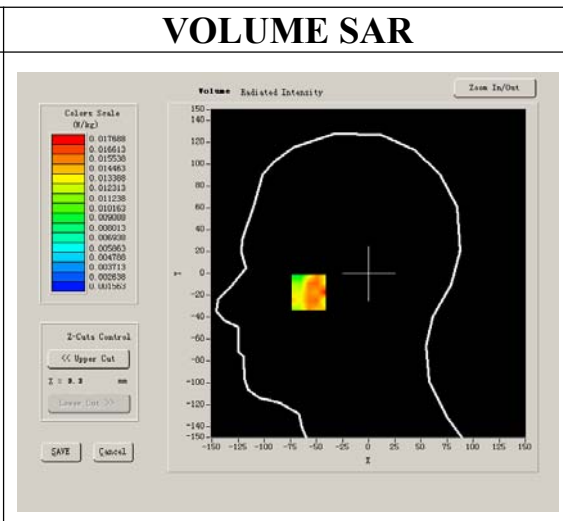 VOLUME SAR
Volume Radiated Intensity
Zoom In/Out
Colors Scale
(W/kg)
0.017688
0.016613
0.015538
0.014463
0.013388
0.012313
0.011238
0.010163
0.009088
0.008013
0.006938
0.005863
0.004788
0.003713
0.002638
0.001563
150
140
120
100
80
60
40
20
0
-20
-40
-60
-80
-100
-120
-140
-150
Y
-150 -125 -100 -75 -50 -25 0 25 50 75 100 125 150
X
Z-Cuts Control
<< Upper Cut
mm
Lower Cut >>
SAVE Cancel